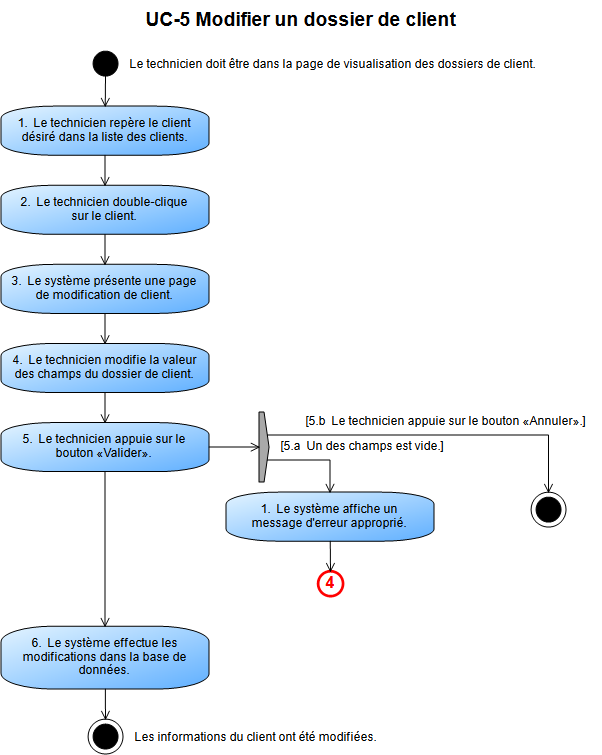 UC-5 Modifier un dossier de client
Le technicien doit être dans la page de visualisation des dossiers de client.
1. Le technicien repère le client
désiré dans la liste des clients.
2. Le technicien double-clique
sur le client.
3. Le système présente une page
de modification de client.
4. Le technicien modifie la valeur
des champs du dossier de client.
5. Le technicien appuie sur le
bouton «Valider».
[5.b Le technicien appuie sur le bouton «Annuler».]
[5.a Un des champs est vide.]
1. Le système affiche un
message d'erreur approprié.
4
6. Le système effectue les
modifications dans la base de
données.
Les informations du client ont été modifiées.